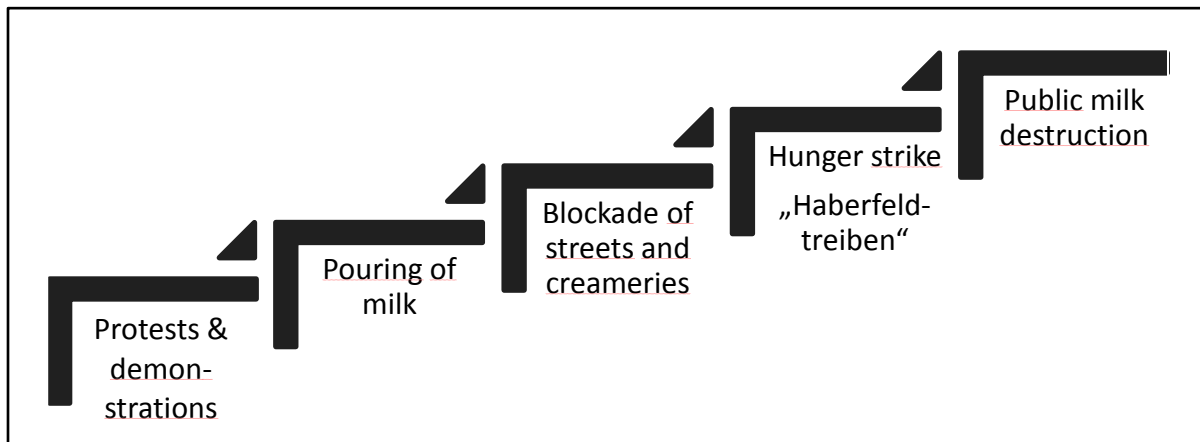 Protests &
demon-
strations
Pouring of
milk
Blockade of
streets and
creameries
Hunger strike
„Haberfeld-
treiben“
Public milk
destruction